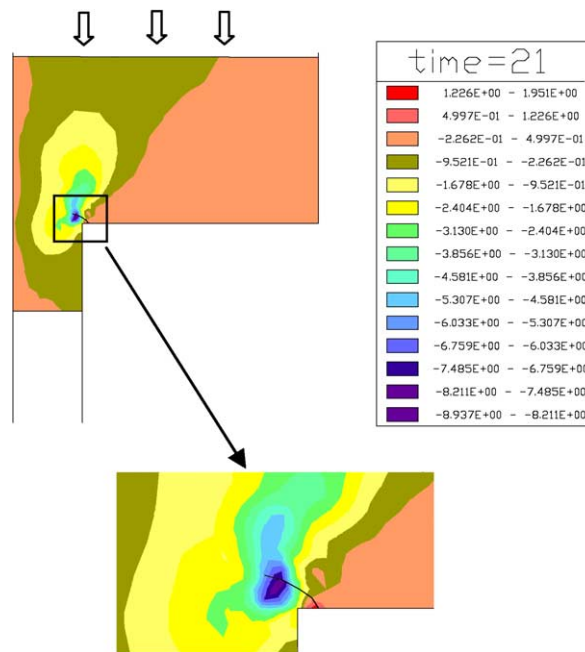 time=21
1.226E+00 - 1.951E+00
4.997E-01 - 1.226E+00
-2.262E-01 - 4.997E-01
-9.521E-01 - -2.262E-01
-1.678E+00 - -9.521E-01
-2.404E+00 - -1.678E+00
-3.130E+00 - -2.404E+00
-3.856E+00 - -3.130E+00
-4.581E+00 - -3.856E+00
-5.307E+00 - -4.581E+00
-6.033E+00 - -5.307E+00
-6.759E+00 - -6.033E+00
-7.485E+00 - -6.759E+00
-8.211E+00 - -7.485E+00
-8.937E+00 - -8.211E+00